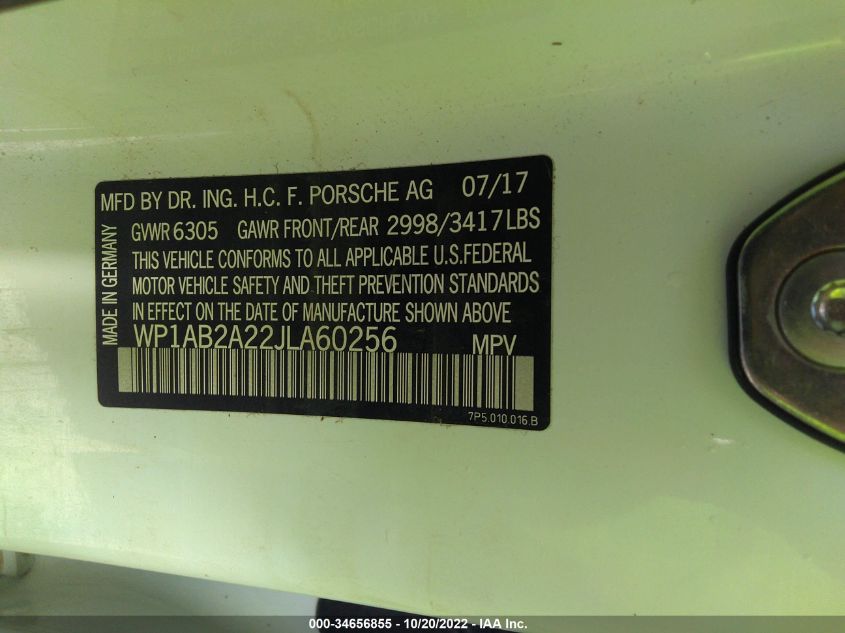 MFD BY DR. ING. H.C. F. PORSCHE AG 07/17
GVWR 6305 GAWR FRONT/REAR 2998/3417LBS
THIS VEHICLE CONFORMS TO ALL APPLICABLE U.S.FEDERAL
MOTOR VEHICLE SAFETY AND THEFT PREVENTION STANDARDS
IN EFFECT ON THE DATE OF MANUFACTURE SHOWN ABOVE
WP1AB2A22JLA60256 MPV
MADE IN GERMANY
7P5.010.016.B
000-34656855 - 10/20/2022 - IAA Inc.